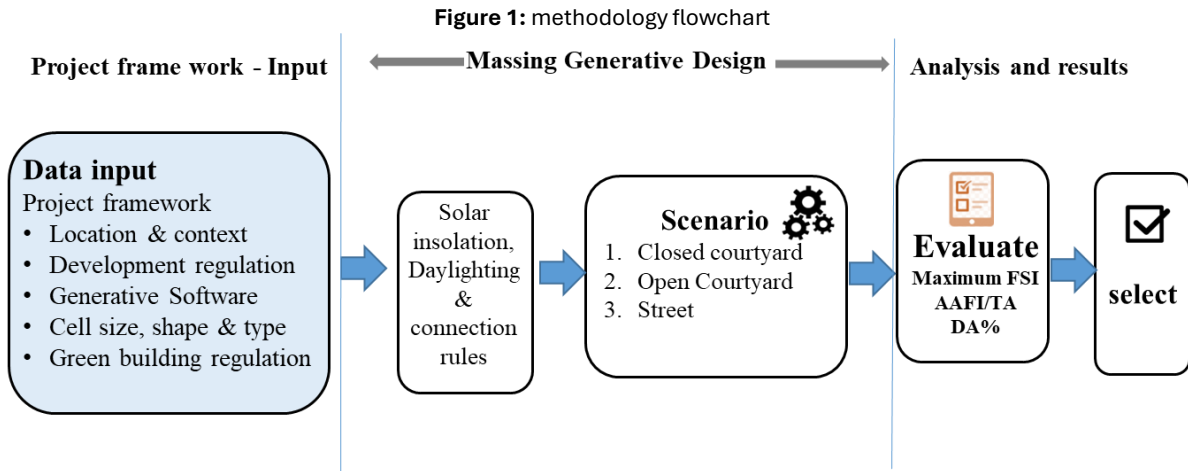 Figure 1: methodology flowchart
Project frame work - Input
Massing Generative Design
Analysis and results
Data input
Project framework
• Location & context
• Development regulation
• Generative Software
• Cell size, shape & type
• Green building regulation
Solar
insolation,
Daylighting
&
connection
rules
Scenario
1. Closed courtyard
2. Open Courtyard
3. Street
Evaluate
Maximum FSI
AAFI/TA
DA%
select